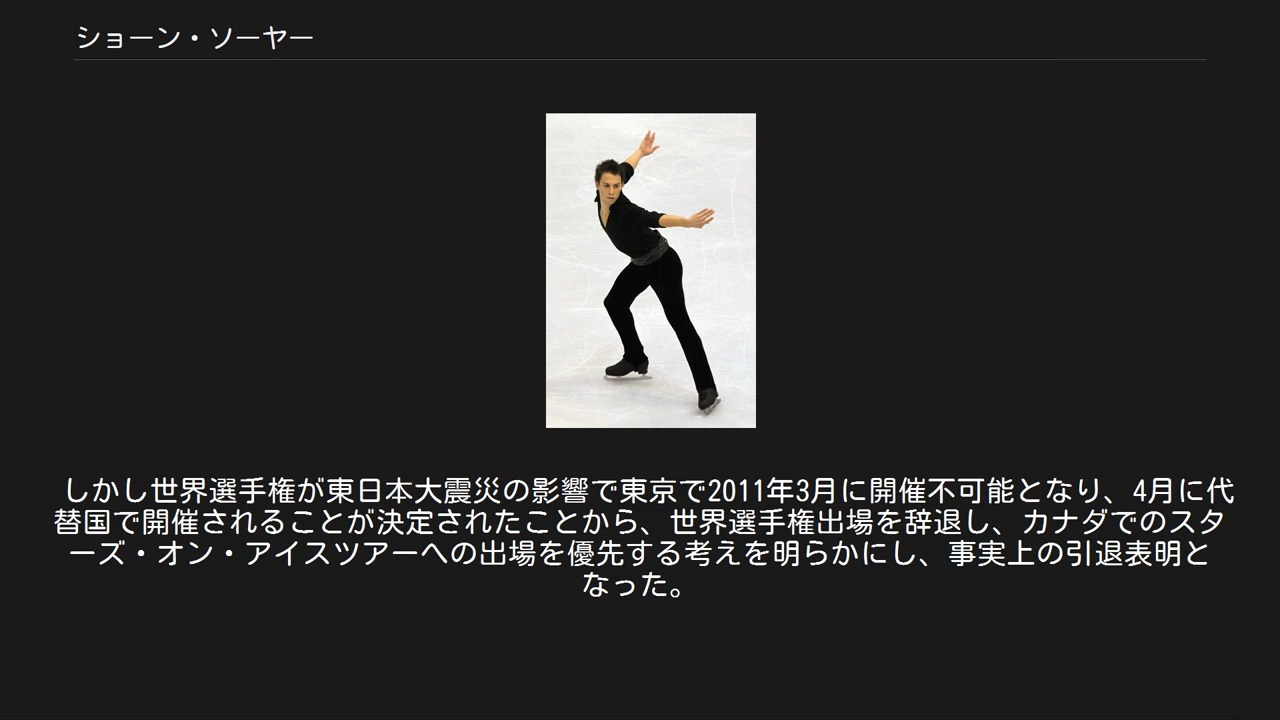 ショーン・ソーヤー
しかし世界選手権が東日本大震災の影響で東京で2011年3月に開催不可能となり、4月に代
替国で開催されることが決定されたことから、世界選手権出場を辞退し、カナダでのスタ
ーズ・オン・アイスツアーへの出場を優先する考えを明らかにし、事実上の引退表明と
なった。